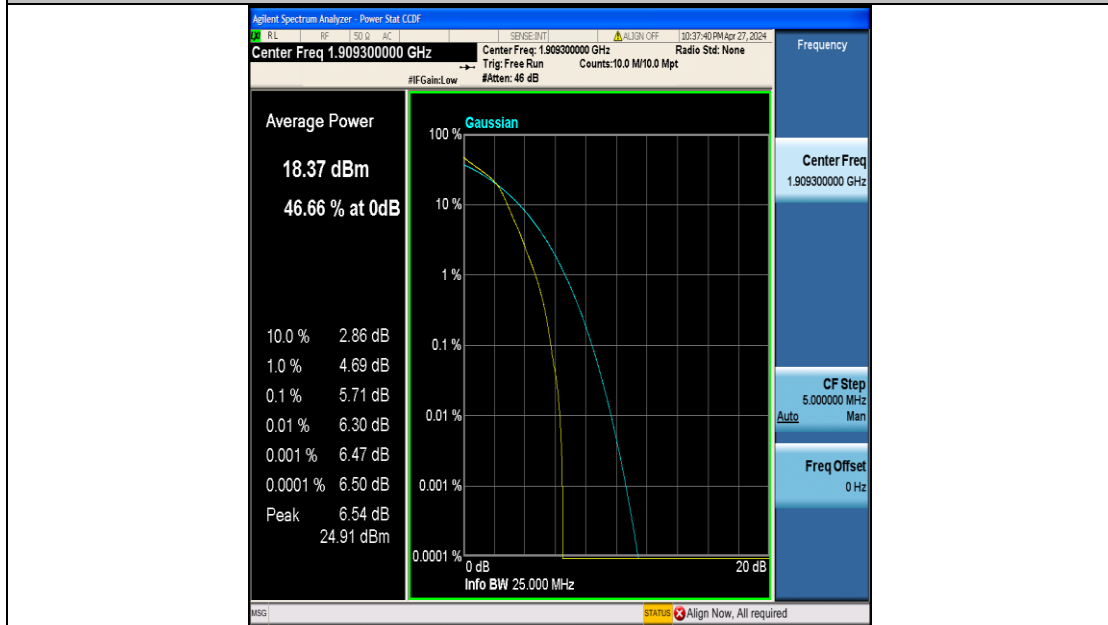 Agilent Spectrum Analyzer - Power Stat CCDF
RL RF 50 Ω AC SENSE:INT ALIGN OFF 10:37:40 PM Apr 27, 2024
Center Freq 1.909300000 GHz
Center Freq: 1.909300000 GHz Radio Std: None
Trig: Free Run Counts:10.0 M/10.0 Mpt
#IFGain:Low #Atten: 46 dB
Frequency
Average Power
18.37 dBm
46.66 % at 0dB
10.0 % 2.86 dB
1.0 % 4.69 dB
0.1 % 5.71 dB
0.01 % 6.30 dB
0.001 % 6.47 dB
0.0001 % 6.50 dB
Peak 6.54 dB
24.91 dBm
Gaussian
100 %
10 %
1 %
0.1 %
0.01 %
0.001 %
0.0001 %
0 dB 20 dB
Info BW 25.000 MHz
Center Freq
1.909300000 GHz
CF Step
5.000000 MHz
Auto Man
Freq Offset
0 Hz
MSG STATUS Align Now, All required